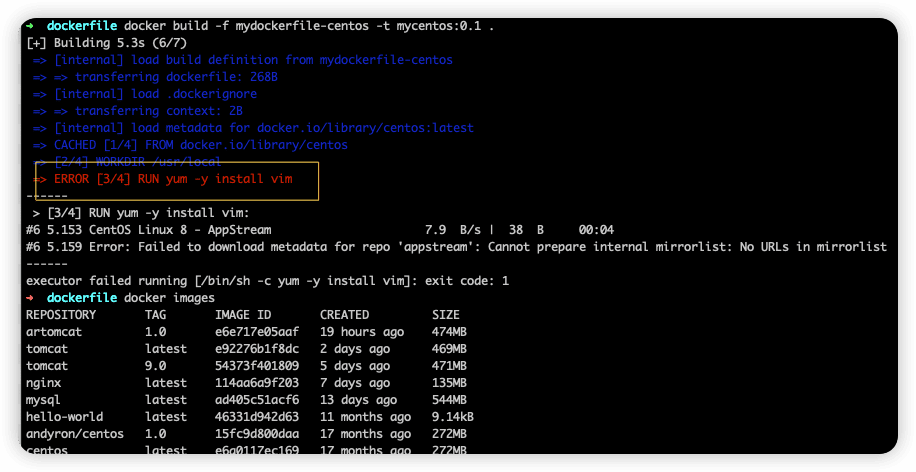 ➜  dockerfile docker build -f mydockerfile-centos -t mycentos:0.1 .
[+] Building 5.3s (6/7)
 => [internal] load build definition from mydockerfile-centos
 => => transferring dockerfile: 268B
 => [internal] load .dockerignore
 => => transferring context: 2B
 => [internal] load metadata for docker.io/library/centos:latest
 => CACHED [1/4] FROM docker.io/library/centos
 => [2/4] WORKDIR /usr/local
 => ERROR [3/4] RUN yum -y install vim
------
 > [3/4] RUN yum -y install vim:
#6 5.153 CentOS Linux 8 - AppStream                      7.9  B/s |  38  B     00:04
#6 5.159 Error: Failed to download metadata for repo 'appstream': Cannot prepare internal mirrorlist: No URLs in mirrorlist
------
executor failed running [/bin/sh -c yum -y install vim]: exit code: 1
➜  dockerfile docker images
REPOSITORY       TAG       IMAGE ID       CREATED         SIZE
artomcat         1.0       e6e717e05aaf   19 hours ago    474MB
tomcat           latest    e92276b1f8dc   2 days ago      469MB
tomcat           9.0       54373f401809   5 days ago      471MB
nginx            latest    114aa6a9f203   7 days ago      135MB
mysql            latest    ad405c51acf6   13 days ago     544MB
hello-world      latest    46331d942d63   11 months ago   9.14kB
andyron/centos   1.0       15fc9d800daa   17 months ago   272MB
centos           latest    e6a0117ec169   17 months ago   272MB